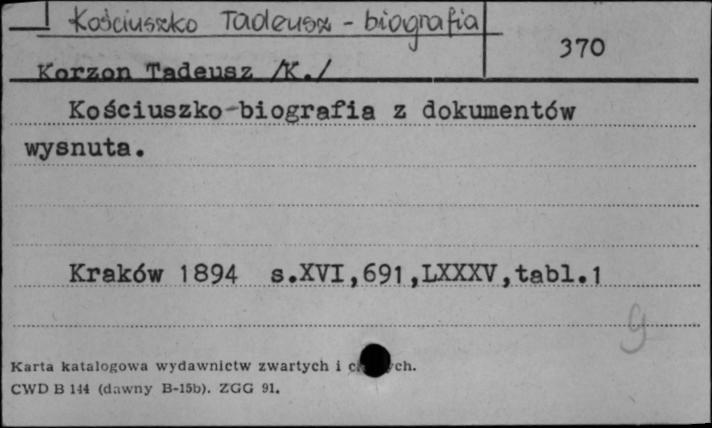 Kościuszko Tadeusz - biografia
370
Korzon Tadeusz /K./
Kościuszko-biografia z dokumentów
wysnuta.
Kraków 1894 s.XVI,691,LXXXV,tabl.1
Karta katalogowa wydawnictw zwartych i
CWD B 144 (dawny B-15b). ZGG 91.